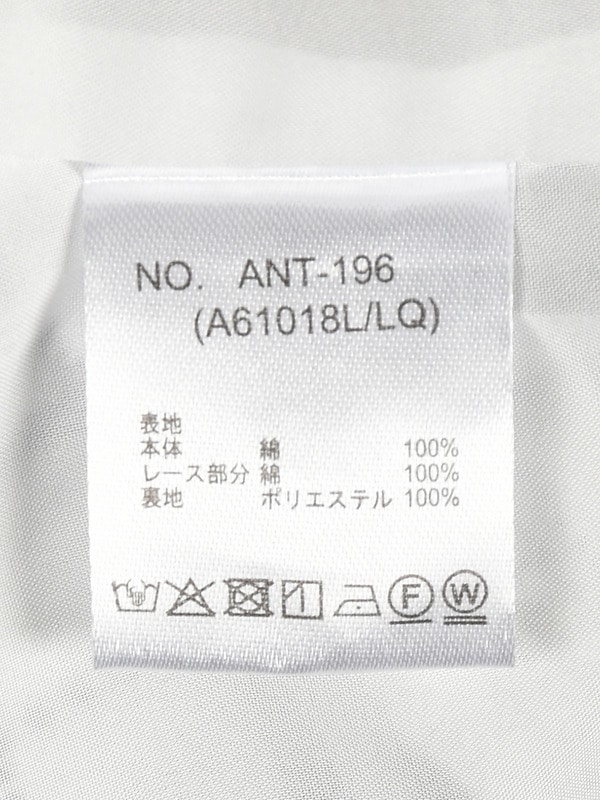 NO. ANT-196
(A61018L/LQ)
表地
本体 綿 100%
レース部分 綿 100%
裏地 ポリエステル 100%
F W